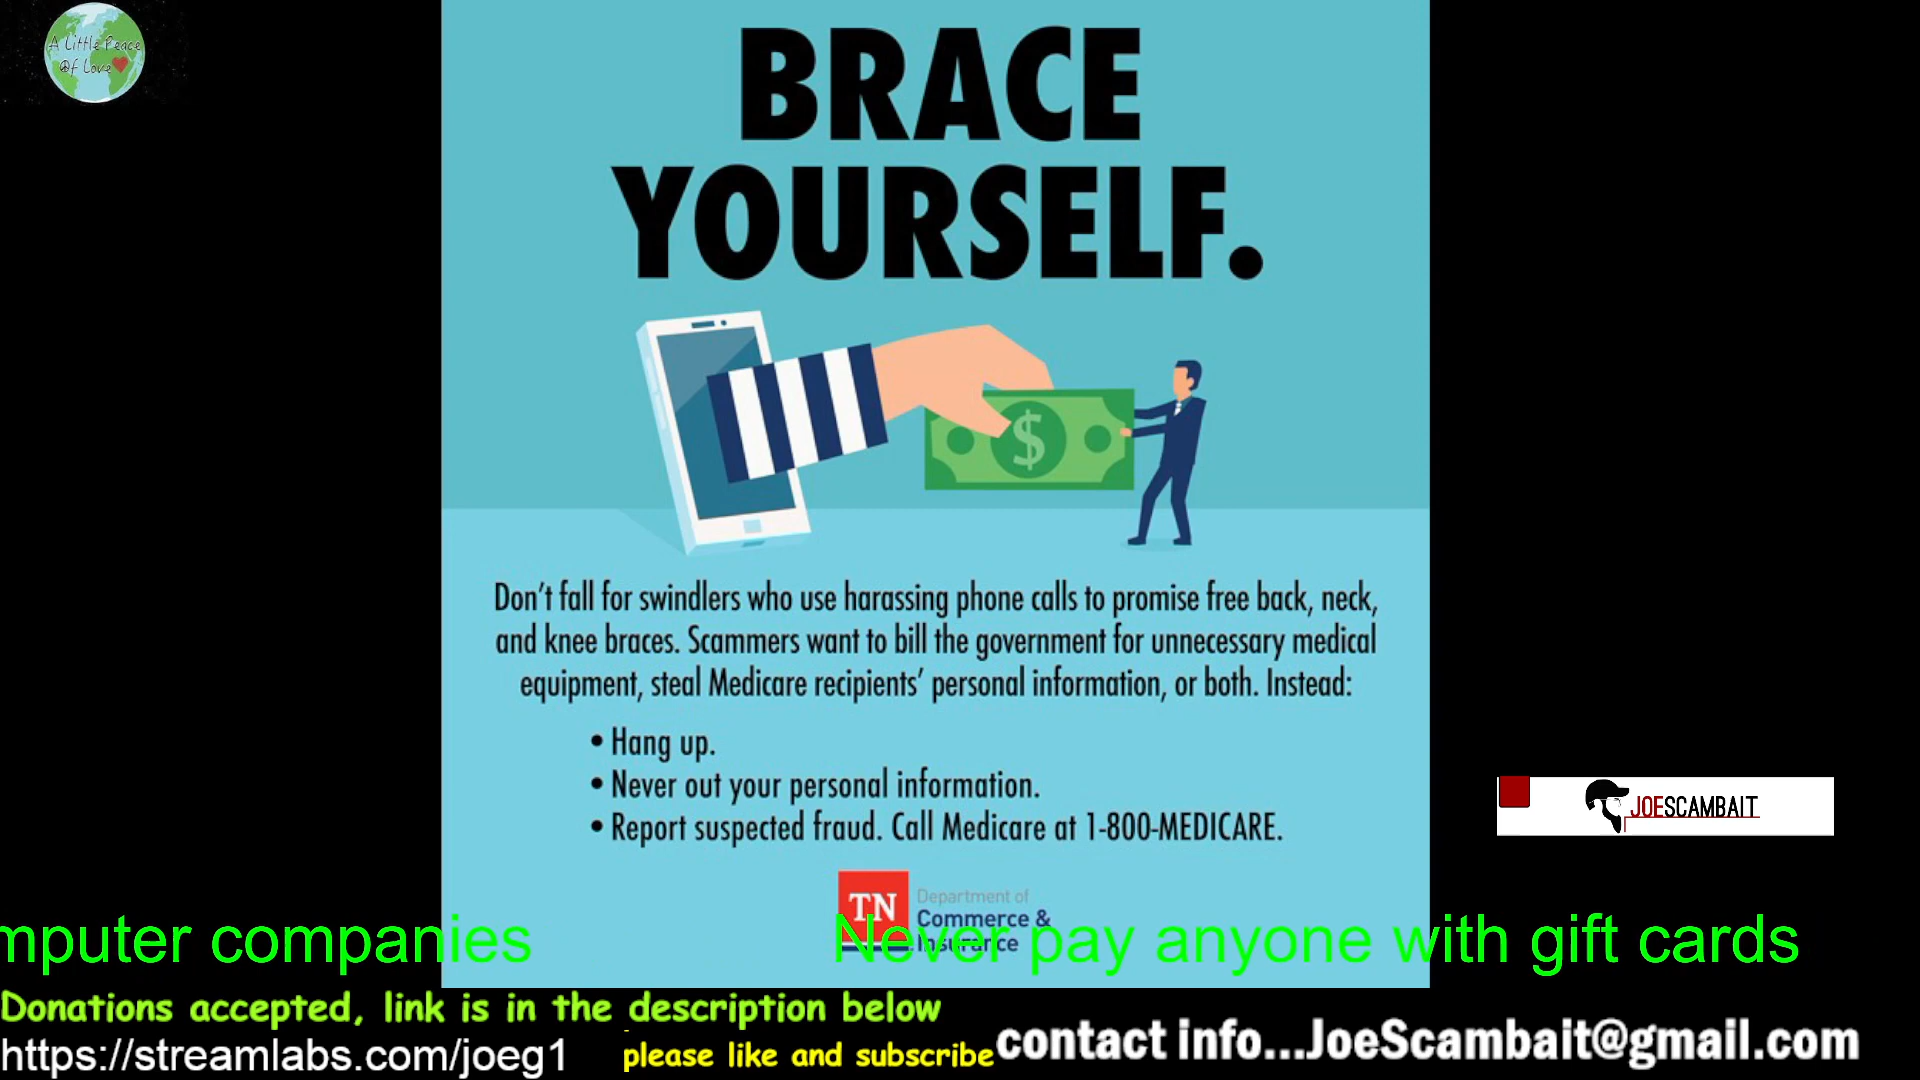 A Little Peace
Of Love
BRACE
YOURSELF.
$
Don't fall for swindlers who use harassing phone calls to promise free back, neck,
and knee braces. Scammers want to bill the government for unnecessary medical
equipment, steal Medicare recipients' personal information, or both. Instead:
• Hang up.
• Never out your personal information.
• Report suspected fraud. Call Medicare at 1-800-MEDICARE.
JOESCAMBAIT
TN
Department of
Commerce &
Insurance
mputer companies
Never pay anyone with gift cards
Donations accepted, link is in the description below
https://streamlabs.com/joeg1
please like and subscribe
contact info...JoeScambait@gmail.com